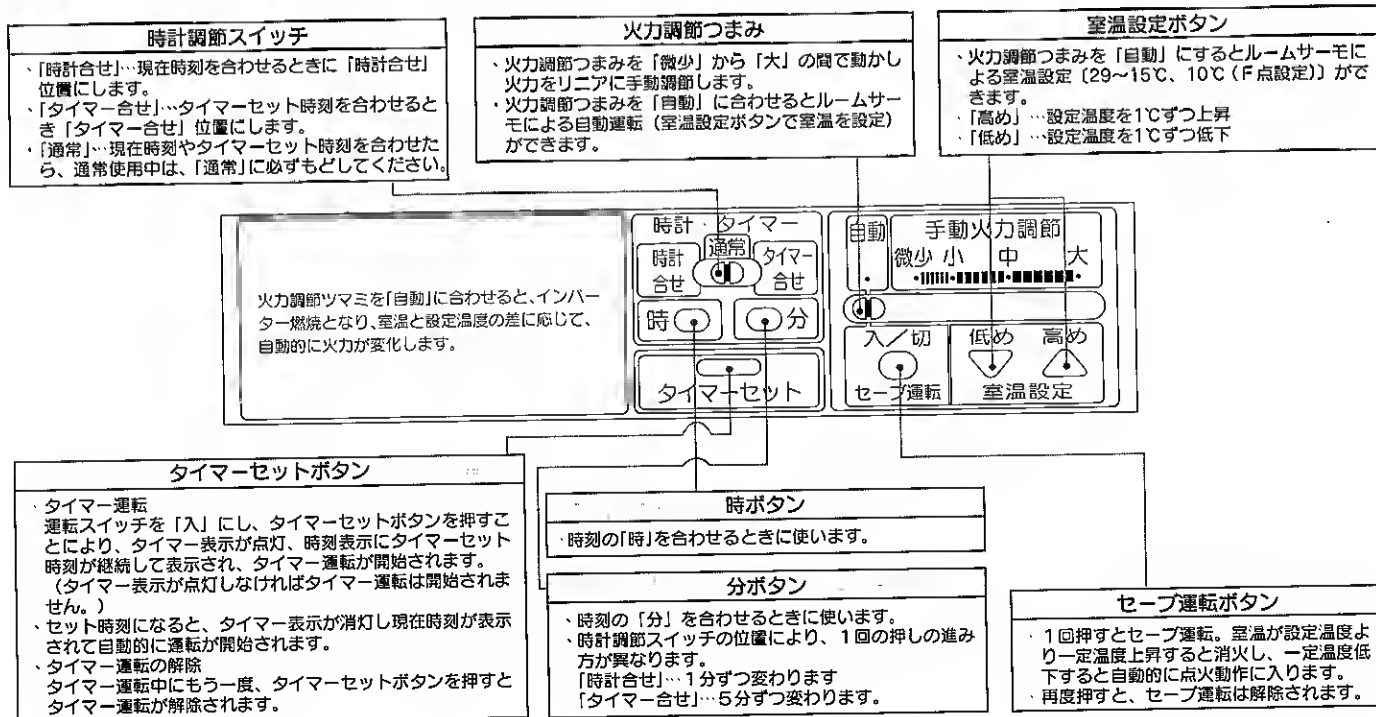 時計調節スイッチ
・「時計合せ」…現在時刻を合わせるときに「時計合せ」
位置にします。
・「タイマー合せ」…タイマーセット時刻を合わせると
き「タイマー合せ」位置にします。
・「通常」…現在時刻やタイマーセット時刻を合わせた
ら、通常使用中は、「通常」に必ずもどしてください。
火力調節つまみ
・火力調節つまみを「微少」から「大」の間で動かし
火力をリニアに手動調節します。
・火力調節つまみを「自動」に合わせるとルームサー
モによる自動運転（室温設定ボタンで室温を設定）
ができます。
室温設定ボタン
・火力調節つまみを「自動」にするとルームサーモに
よる室温設定〔29～15℃、10℃（F点設定）〕がで
きます。
・「高め」…設定温度を1℃ずつ上昇
・「低め」…設定温度を1℃ずつ低下
火力調節ツマミを「自動」に合わせると、インバー
ター燃焼となり、室温と設定温度の差に応じて、
自動的に火力が変化します。
時計・タイマー
時計
合せ
通常
タイマー
合せ
時
分
タイマーセット
自動
手動火力調節
微少 小 中 大
入／切
セーブ運転
低め 高め
室温設定
タイマーセットボタン
・タイマー運転
運転スイッチを「入」にし、タイマーセットボタンを押すこ
とにより、タイマー表示が点灯、時刻表示にタイマーセット
時刻が継続して表示され、タイマー運転が開始されます。
（タイマー表示が点灯しなければタイマー運転は開始されま
せん。）
・セット時刻になると、タイマー表示が消灯し現在時刻が表示
されて自動的に運転が開始されます。
・タイマー運転の解除
タイマー運転中にもう一度、タイマーセットボタンを押すと
タイマー運転が解除されます。
時ボタン
・時刻の「時」を合わせるときに使います。
分ボタン
・時刻の「分」を合わせるときに使います。
・時計調節スイッチの位置により、1回の押しの進み
方が異なります。
「時計合せ」…1分ずつ変わります
「タイマー合せ」…5分ずつ変わります。
セーブ運転ボタン
・1回押すとセーブ運転。室温が設定温度よ
り一定温度上昇すると消火し、一定温度低
下すると自動的に点火動作に入ります。
・再度押すと、セーブ運転は解除されます。